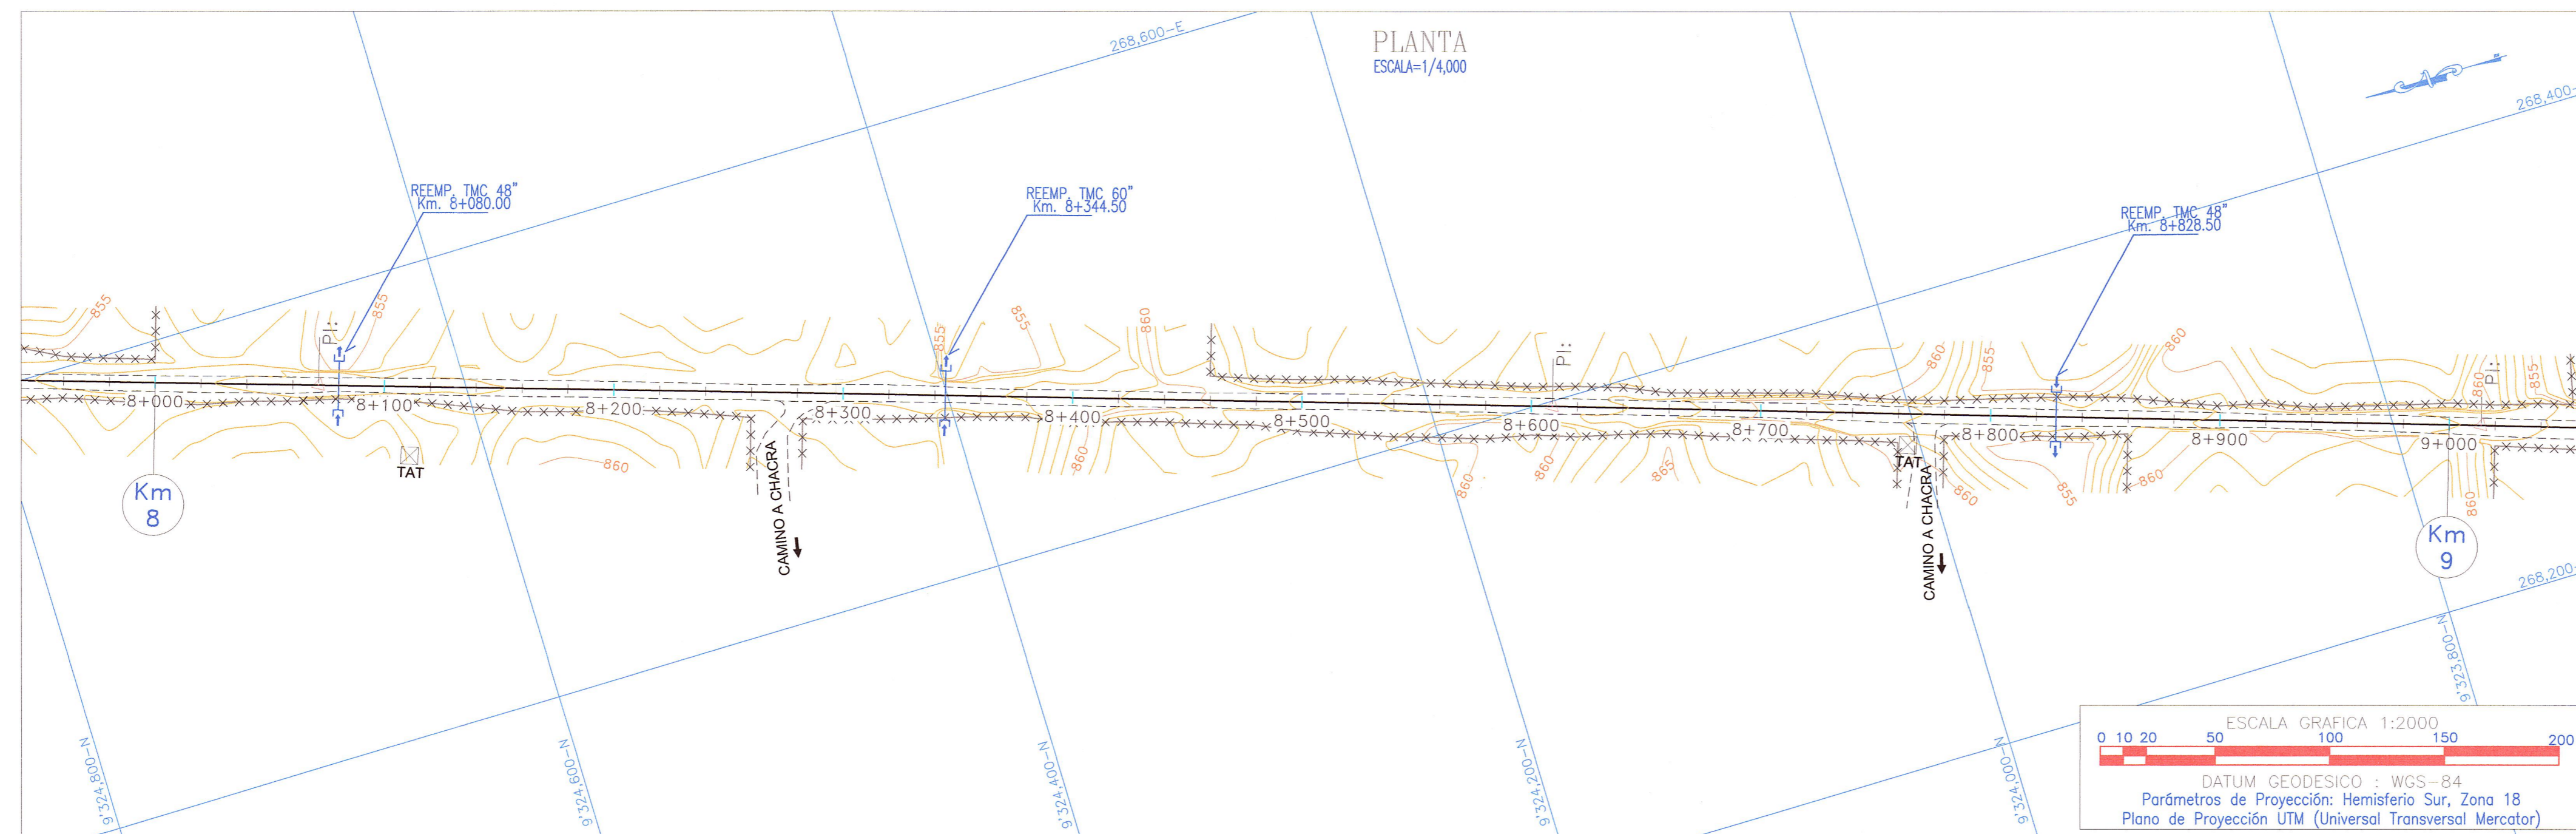 PLANTA
ESCALA=1/4,000
268,600-E
268,400-
REEMP. TMC 48"
Km. 8+080.00
REEMP. TMC 60"
Km. 8+344.50
REEMP. TMC 48"
Km. 8+828.50
855
PI:
855
855
855
860
PI:
860
855
860
860
PI:
855
8+000
8+100
8+200
8+300
8+400
8+500
8+600
8+700
8+800
8+900
9+000
TAT
860
860
860
860
865
TAT
860
855
860
860
Km
8
CAMINO A CHACRA
CAMINO A CHACRA
Km
9
268,200-
9'324,800-N
9'324,600-N
9'324,400-N
9'324,200-N
9'324,000-N
9'323,800-N
ESCALA GRAFICA 1:2000
0 10 20 50 100 150 200
DATUM GEODESICO : WGS-84
Parámetros de Proyección: Hemisferio Sur, Zona 18
Plano de Proyección UTM (Universal Transversal Mercator)